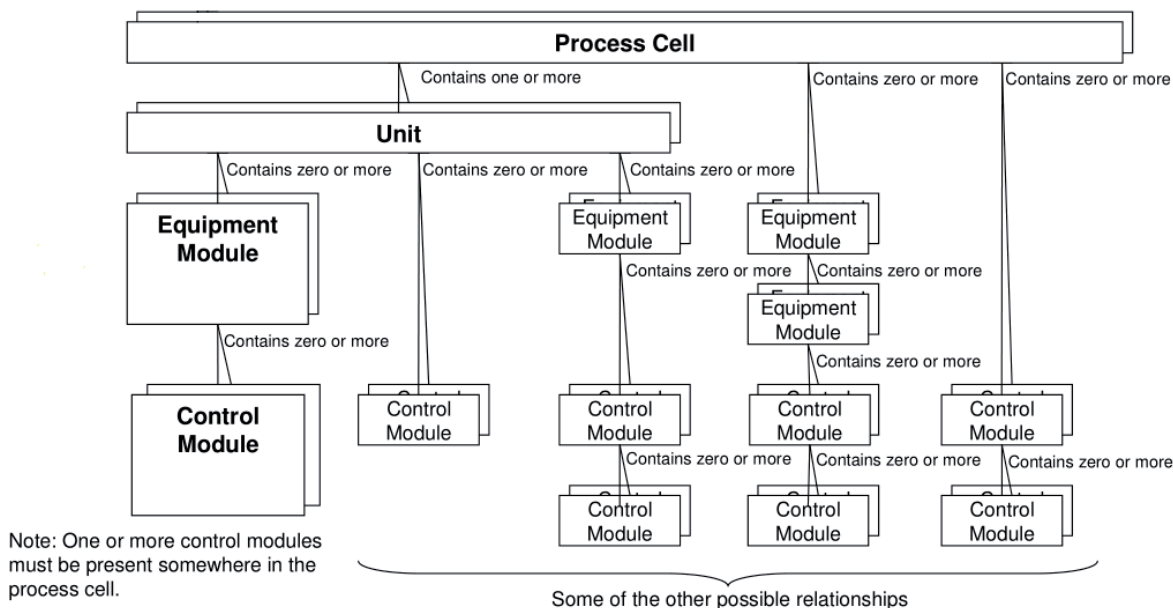 Process Cell
Contains one or more
Contains zero or more
Contains zero or more
Unit
Contains zero or more
Contains zero or more
Contains zero or more
Equipment
Module
Equipment
Module
Equipment
Module
Contains zero or more
Contains zero or more
Equipment
Module
Contains zero or more
Contains zero or more
Control
Module
Control
Module
Control
Module
Control
Module
Control
Module
Contains zero or more
Contains zero or more
Contains zero or more
Control
Module
Control
Module
Control
Module
Note: One or more control modules
must be present somewhere in the
process cell.
Some of the other possible relationships